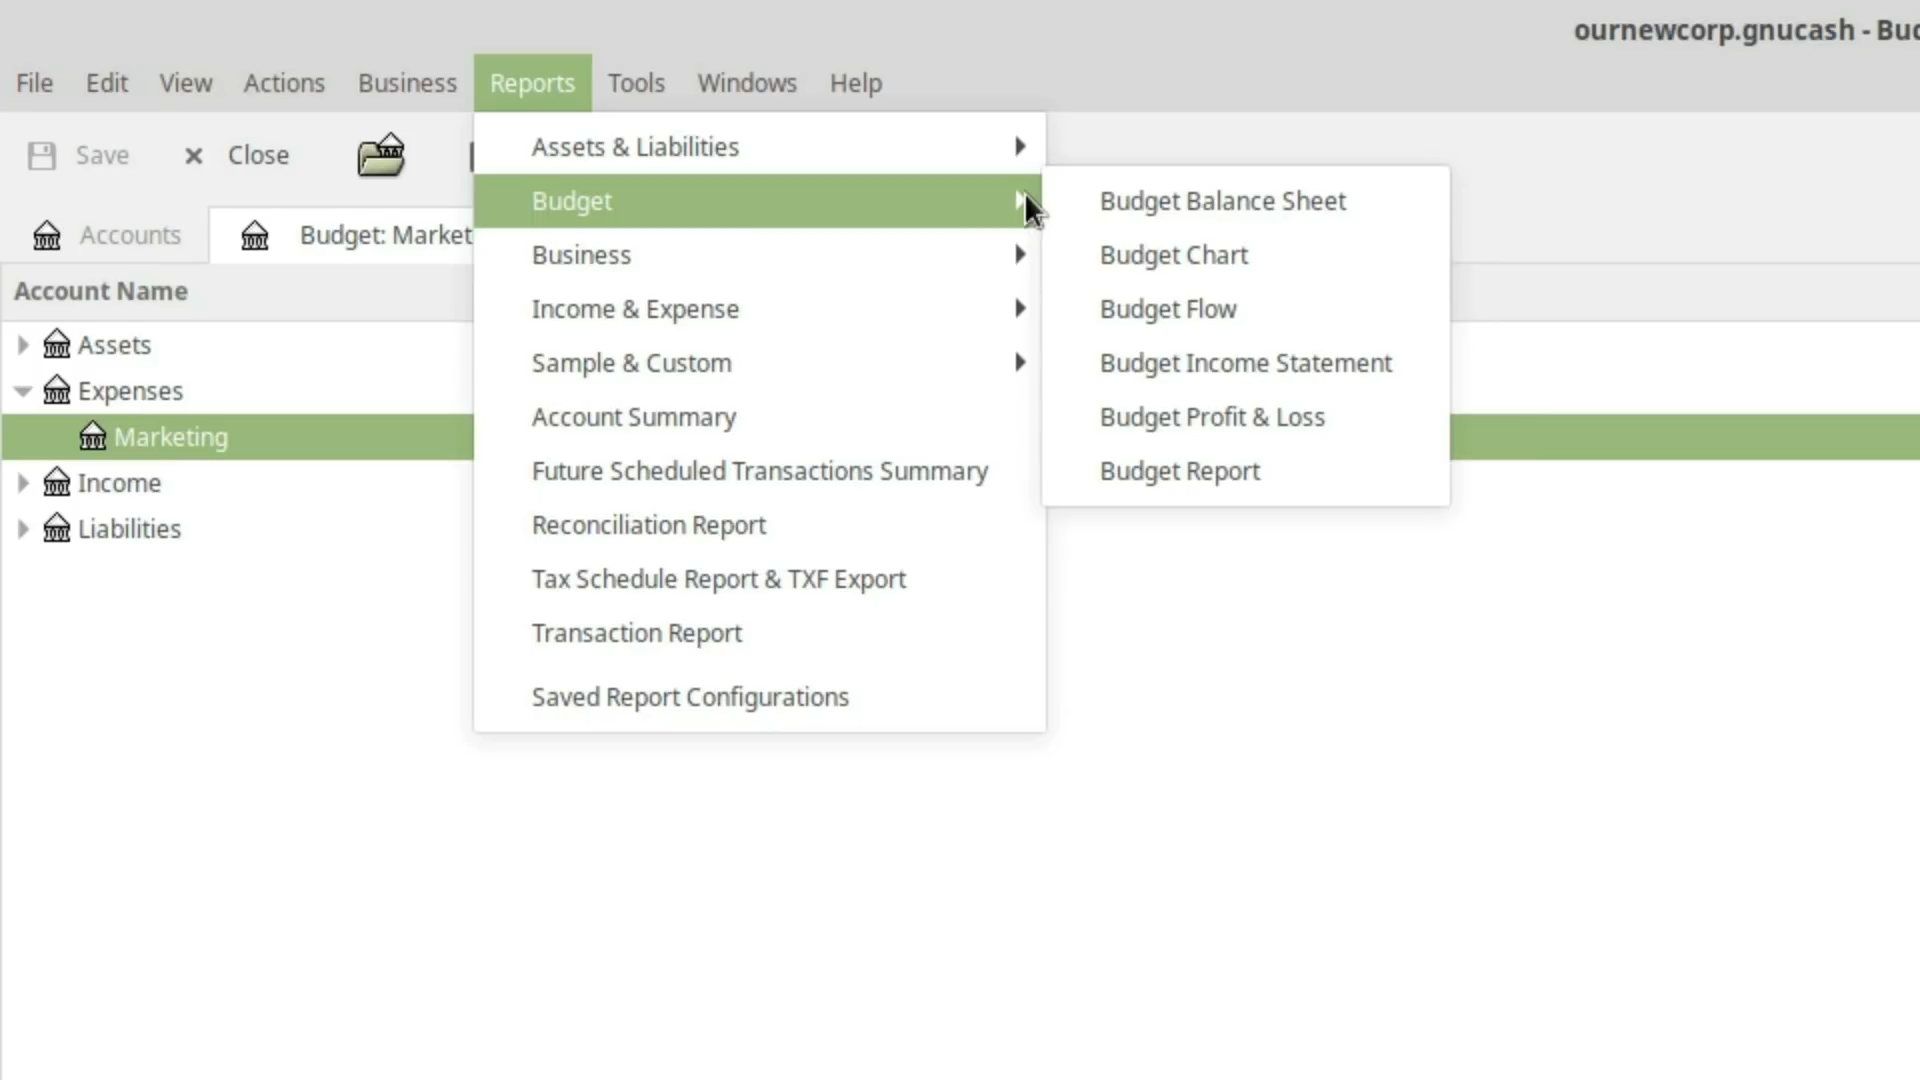 ournewcorp.gnucash - Bud
File Edit View Actions Business Reports Tools Windows Help
Save Close
Accounts Budget: Market
Account Name
Assets
Expenses
Marketing
Income
Liabilities
Assets & Liabilities
Budget
Business
Income & Expense
Sample & Custom
Account Summary
Future Scheduled Transactions Summary
Reconciliation Report
Tax Schedule Report & TXF Export
Transaction Report
Saved Report Configurations
Budget Balance Sheet
Budget Chart
Budget Flow
Budget Income Statement
Budget Profit & Loss
Budget Report